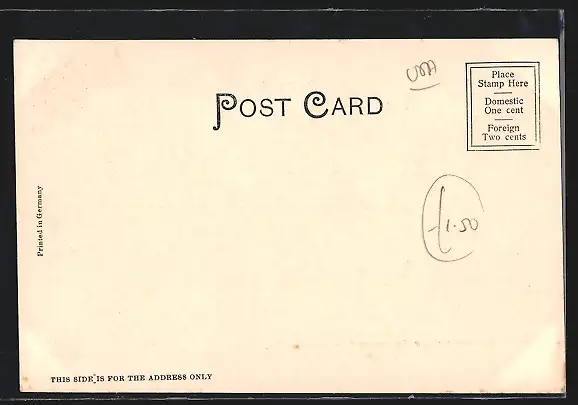 USA
POST CARD
Place
Stamp Here
Domestic
One cent
Foreign
Two cents
£1.50
Printed in Germany
THIS SIDE IS FOR THE ADDRESS ONLY